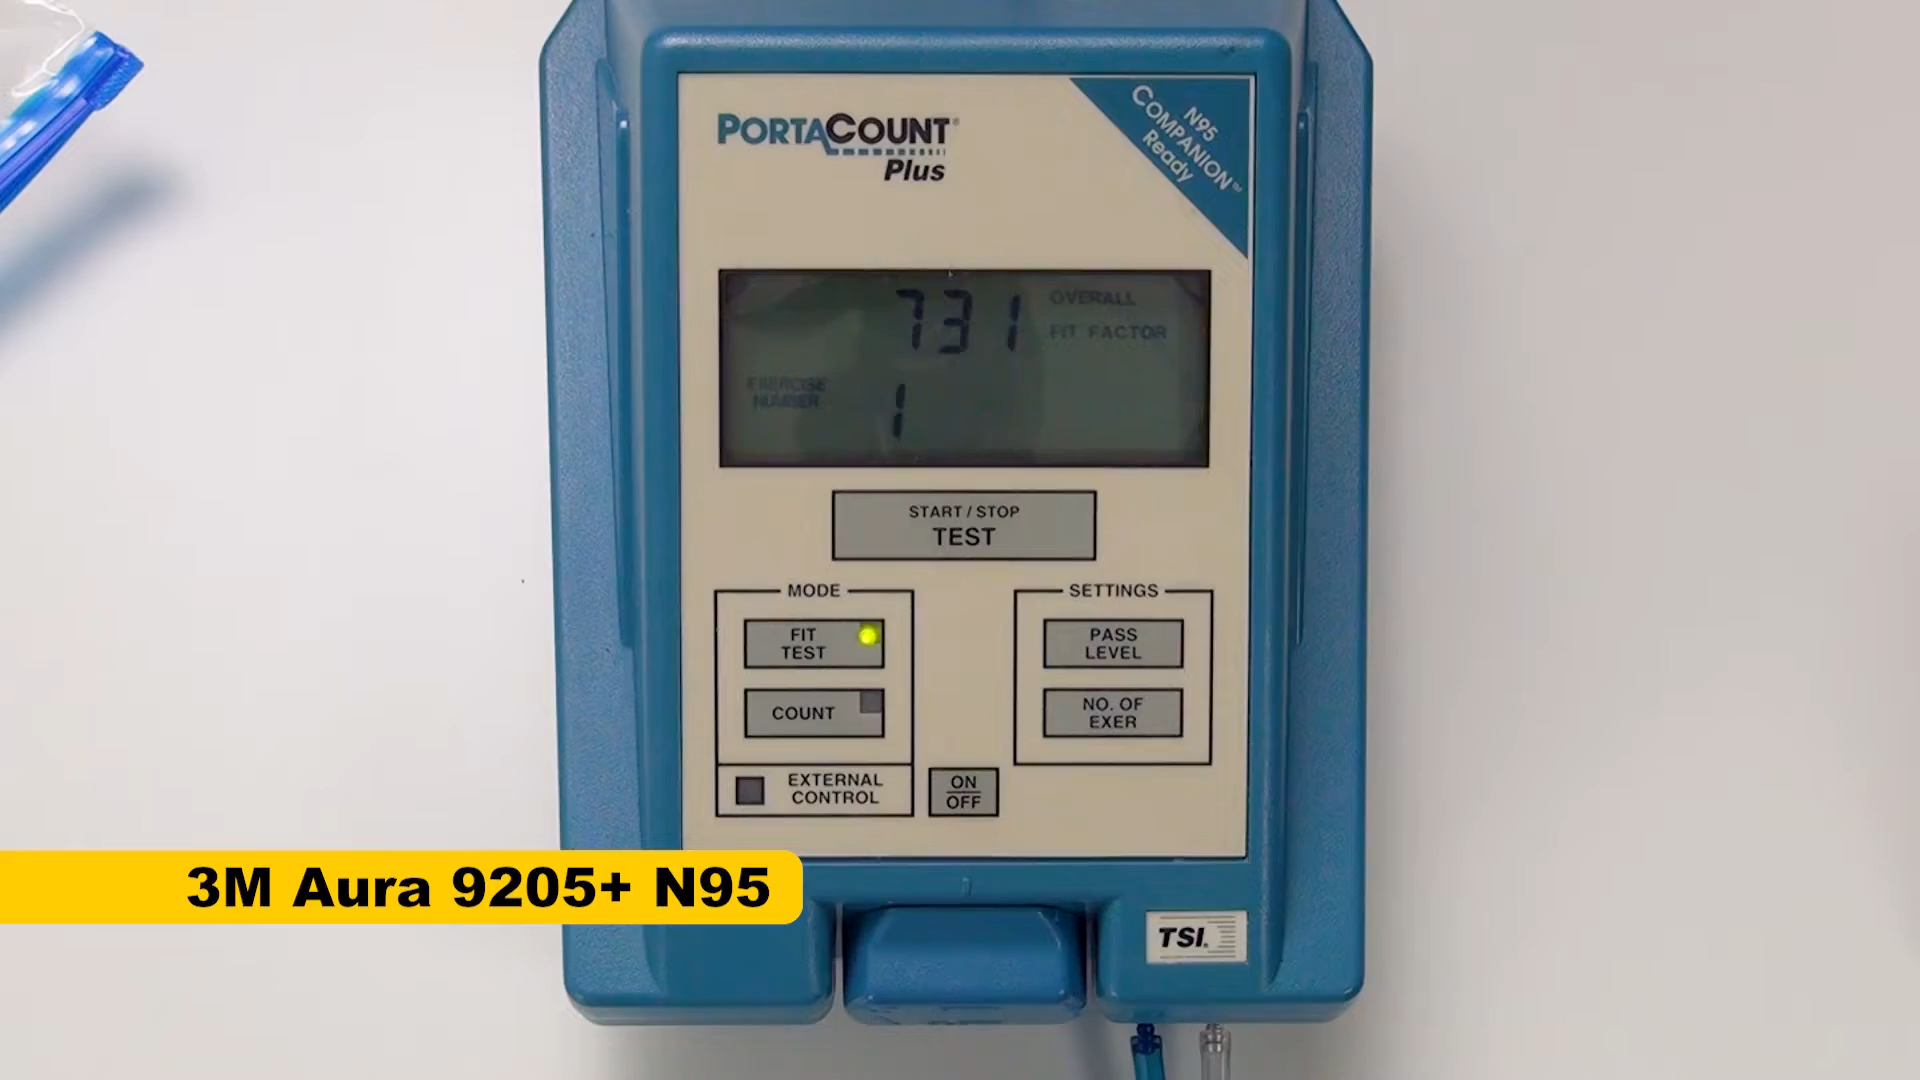 PORTACOUNT®
Plus
N95
COMPANION™
Ready
731 OVERALL
FIT FACTOR
EXERCISE
NUMBER 1
START / STOP
TEST
MODE
FIT
TEST
COUNT
EXTERNAL
CONTROL
ON
OFF
SETTINGS
PASS
LEVEL
NO. OF
EXER
3M Aura 9205+ N95
TSI